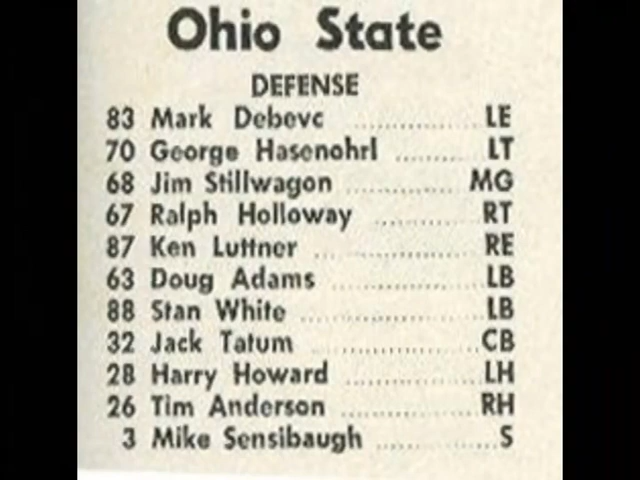 Ohio State
DEFENSE
83 Mark Debevc ............ LE
70 George Hasenohrl ........ LT
68 Jim Stillwagon ............ MG
67 Ralph Holloway .......... RT
87 Ken Luttner ................ RE
63 Doug Adams .............. LB
88 Stan White ................ LB
32 Jack Tatum ................ CB
28 Harry Howard ............ LH
26 Tim Anderson ............ RH
3 Mike Sensibaugh ............ S